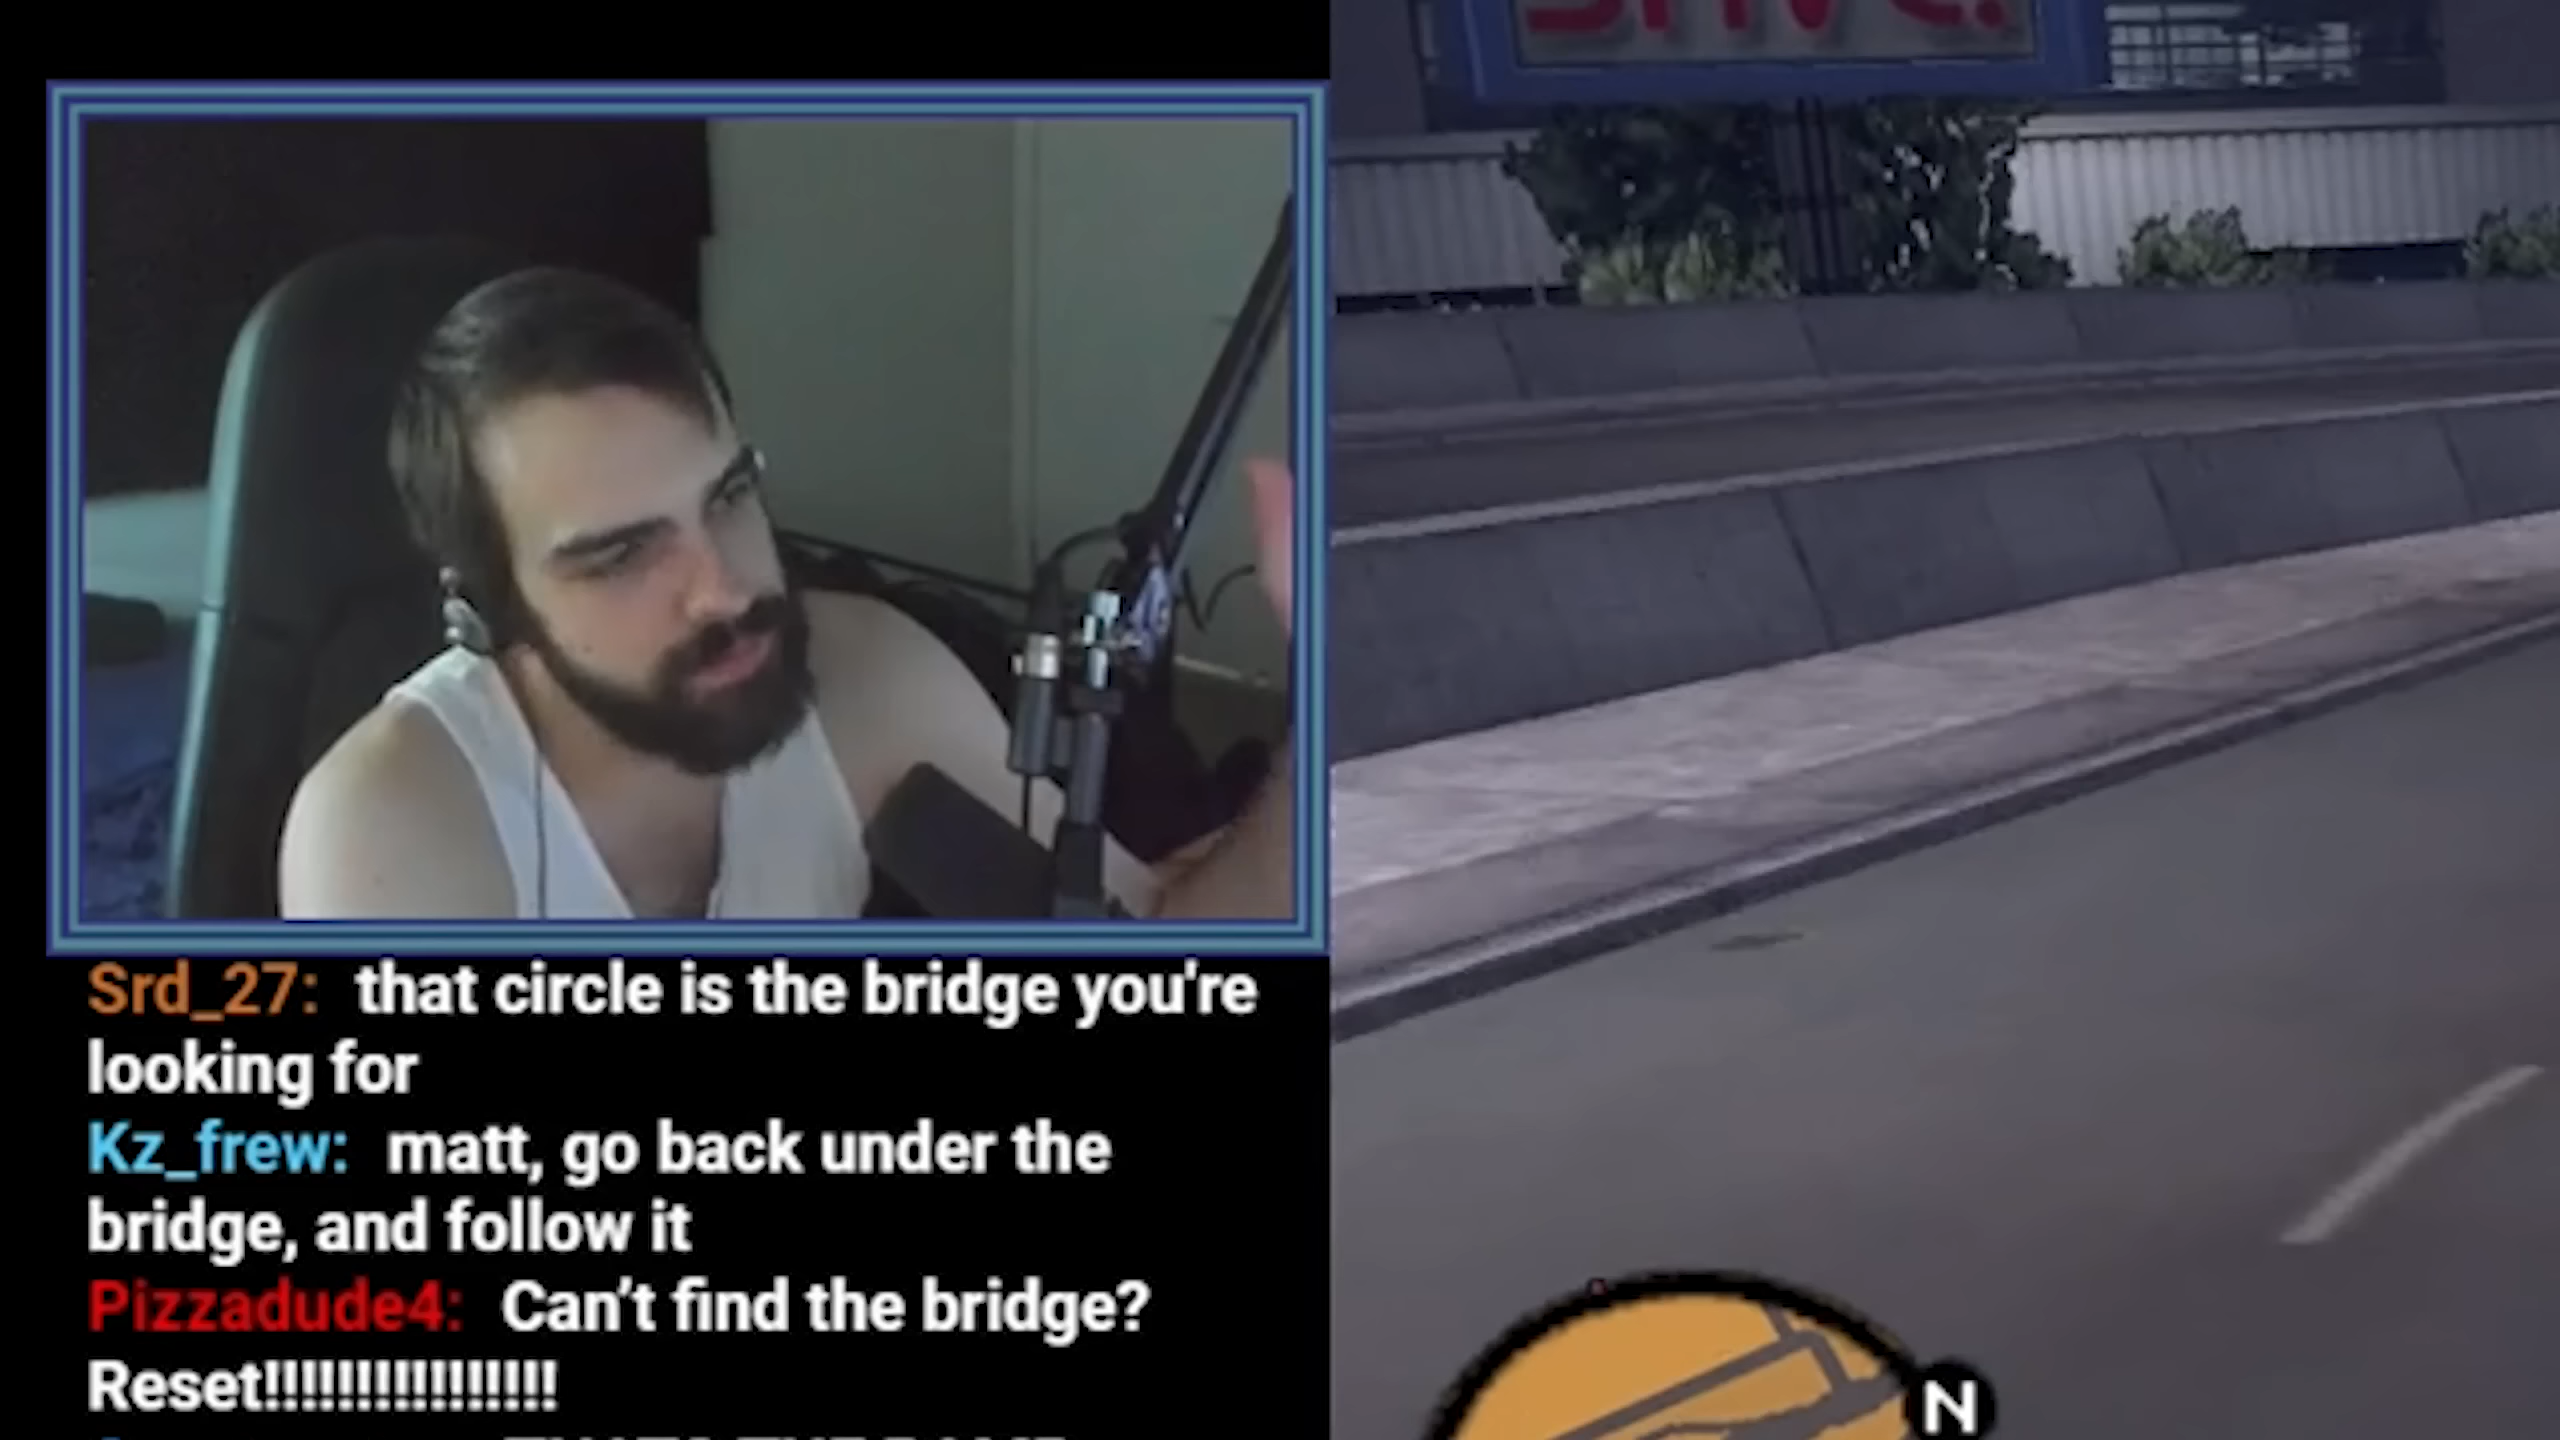 Srd_27: that circle is the bridge you're
looking for
Kz_frew: matt, go back under the
bridge, and follow it
Pizzadude4: Can’t find the bridge?
Reset!!!!!!!!!!!!!!!!
N